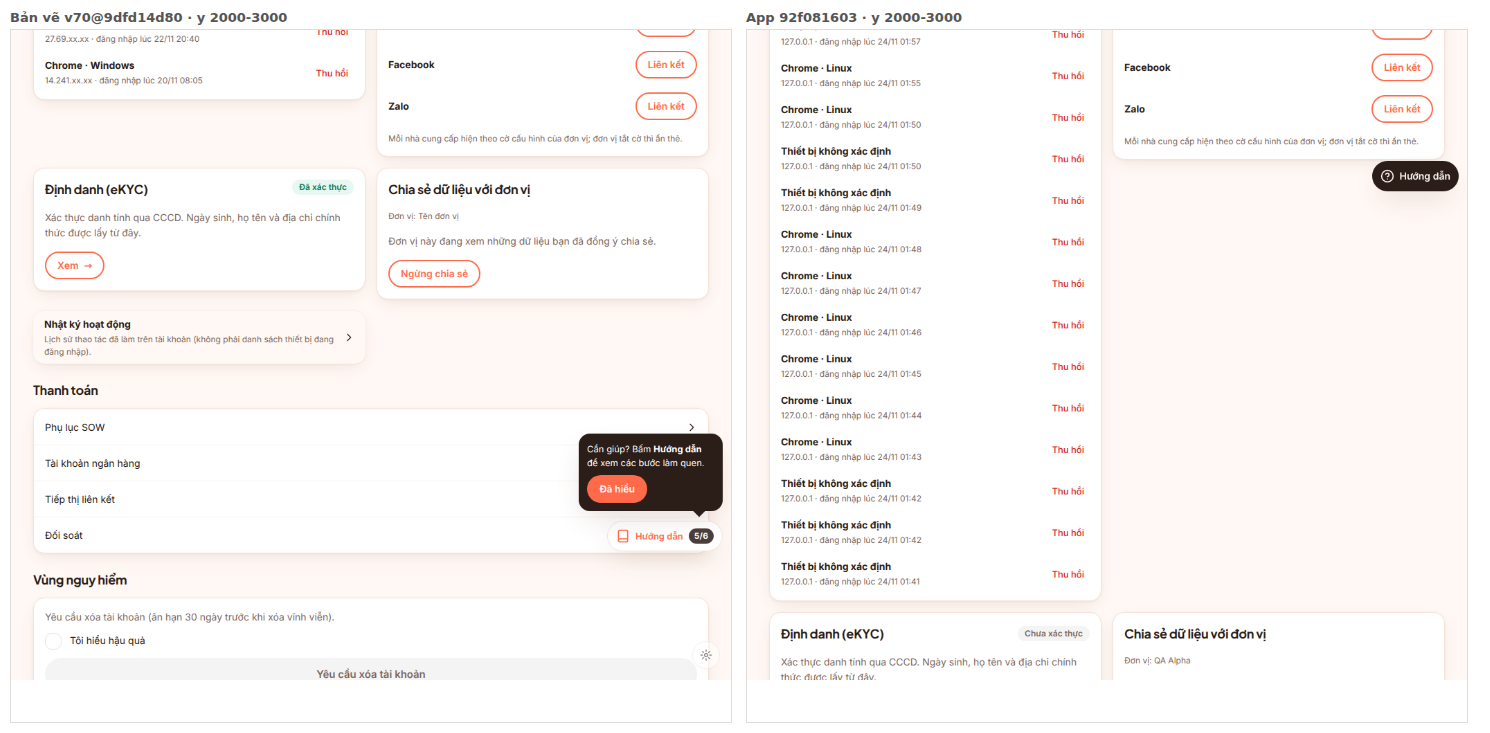 Bản vẽ v70@9dfd14d80 · y 2000-3000
27.69.xx.xx · đăng nhập lúc 22/11 20:40
Thu hồi
Chrome · Windows
14.241.xx.xx · đăng nhập lúc 20/11 08:05
Thu hồi
Facebook
Liên kết
Zalo
Liên kết
Mỗi nhà cung cấp hiện theo cờ cấu hình của đơn vị; đơn vị tắt cờ thì ẩn thẻ.
Định danh (eKYC)
Đã xác thực
Xác thực danh tính qua CCCD. Ngày sinh, họ tên và địa chỉ chính
thức được lấy từ đây.
Xem →
Chia sẻ dữ liệu với đơn vị
Đơn vị: Tên đơn vị
Đơn vị này đang xem những dữ liệu bạn đã đồng ý chia sẻ.
Ngừng chia sẻ
Nhật ký hoạt động
Lịch sử thao tác đã làm trên tài khoản (không phải danh sách thiết bị đang
đăng nhập).
Thanh toán
Phụ lục SOW
Tài khoản ngân hàng
Tiếp thị liên kết
Đối soát
Cần giúp? Bấm Hướng dẫn
để xem các bước làm quen.
Đã hiểu
Hướng dẫn 5/6
Vùng nguy hiểm
Yêu cầu xóa tài khoản (ân hạn 30 ngày trước khi xóa vĩnh viễn).
Tôi hiểu hậu quả
Yêu cầu xóa tài khoản
App 92f081603 · y 2000-3000
127.0.0.1 · đăng nhập lúc 24/11 01:57
Thu hồi
Chrome · Linux
127.0.0.1 · đăng nhập lúc 24/11 01:55
Thu hồi
Chrome · Linux
127.0.0.1 · đăng nhập lúc 24/11 01:50
Thu hồi
Thiết bị không xác định
127.0.0.1 · đăng nhập lúc 24/11 01:50
Thu hồi
Thiết bị không xác định
127.0.0.1 · đăng nhập lúc 24/11 01:49
Thu hồi
Chrome · Linux
127.0.0.1 · đăng nhập lúc 24/11 01:48
Thu hồi
Chrome · Linux
127.0.0.1 · đăng nhập lúc 24/11 01:47
Thu hồi
Chrome · Linux
127.0.0.1 · đăng nhập lúc 24/11 01:46
Thu hồi
Chrome · Linux
127.0.0.1 · đăng nhập lúc 24/11 01:45
Thu hồi
Chrome · Linux
127.0.0.1 · đăng nhập lúc 24/11 01:44
Thu hồi
Chrome · Linux
127.0.0.1 · đăng nhập lúc 24/11 01:43
Thu hồi
Thiết bị không xác định
127.0.0.1 · đăng nhập lúc 24/11 01:42
Thu hồi
Thiết bị không xác định
127.0.0.1 · đăng nhập lúc 24/11 01:42
Thu hồi
Thiết bị không xác định
127.0.0.1 · đăng nhập lúc 24/11 01:41
Thu hồi
Facebook
Liên kết
Zalo
Liên kết
Mỗi nhà cung cấp hiện theo cờ cấu hình của đơn vị; đơn vị tắt cờ thì ẩn thẻ.
Hướng dẫn
Định danh (eKYC)
Chưa xác thực
Xác thực danh tính qua CCCD. Ngày sinh, họ tên và địa chỉ chính
thức được lấy từ đây.
Chia sẻ dữ liệu với đơn vị
Đơn vị: QA Alpha